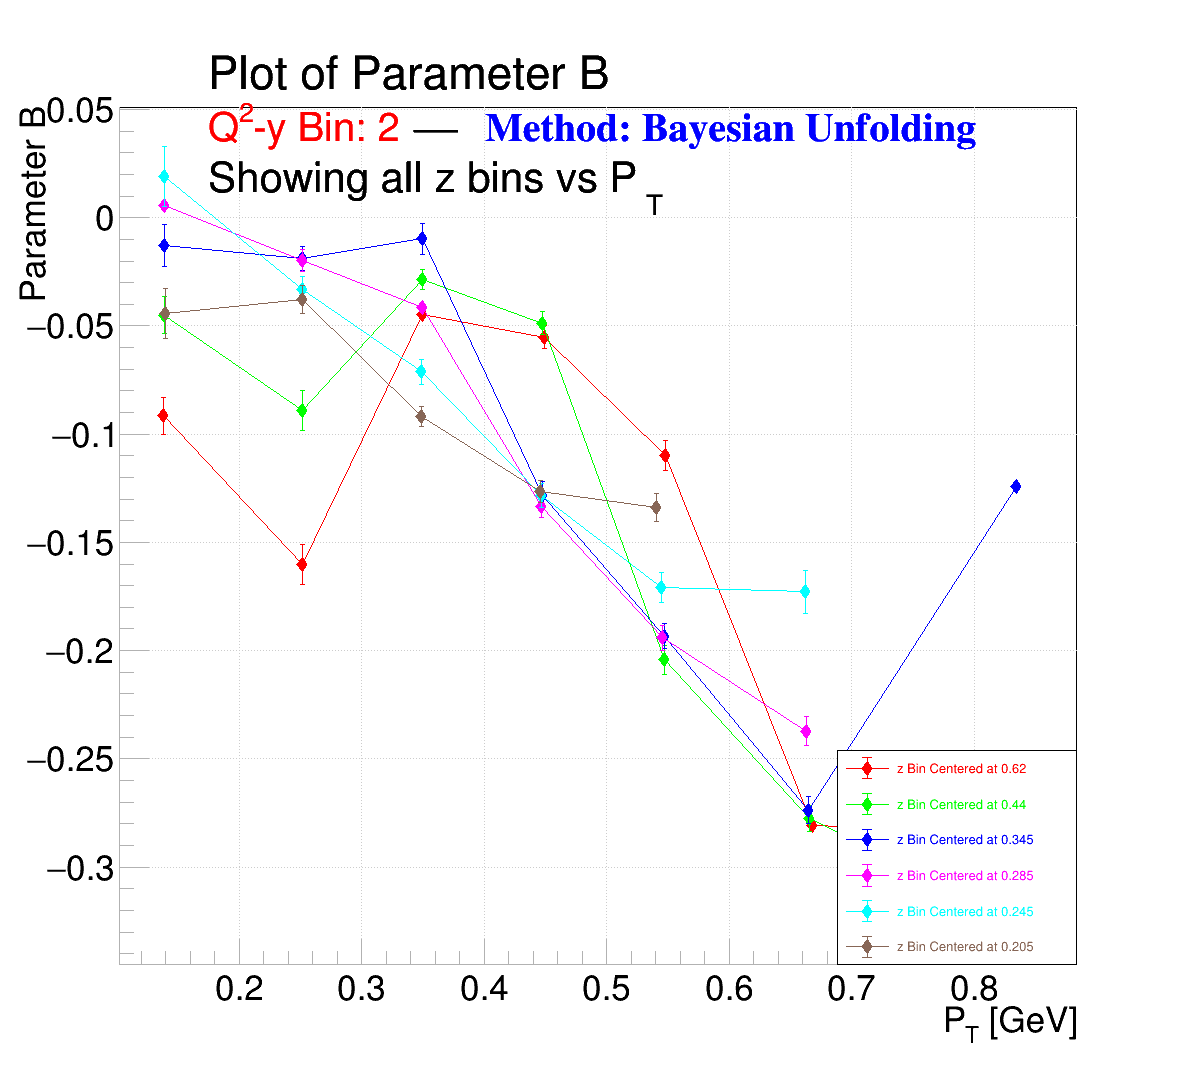 Plot of Parameter B
Q²-y Bin: 2 — Method: Bayesian Unfolding
Showing all z bins vs P_T
Parameter B
0.05
0
−0.05
−0.1
−0.15
−0.2
−0.25
−0.3
z Bin Centered at 0.62
z Bin Centered at 0.44
z Bin Centered at 0.345
z Bin Centered at 0.285
z Bin Centered at 0.245
z Bin Centered at 0.205
0.2 0.3 0.4 0.5 0.6 0.7 0.8
P_T [GeV]